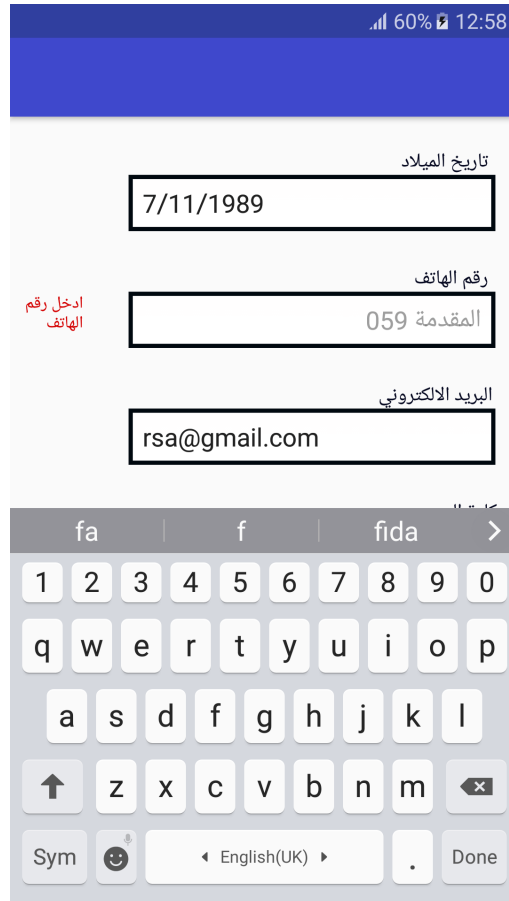 60% 12:58
تاريخ الميلاد
7/11/1989
رقم الهاتف
المقدمة 059
ادخل رقم
الهاتف
البريد الالكتروني
rsa@gmail.com
fa f fida
1 2 3 4 5 6 7 8 9 0
q w e r t y u i o p
a s d f g h j k l
z x c v b n m
Sym English(UK) . Done